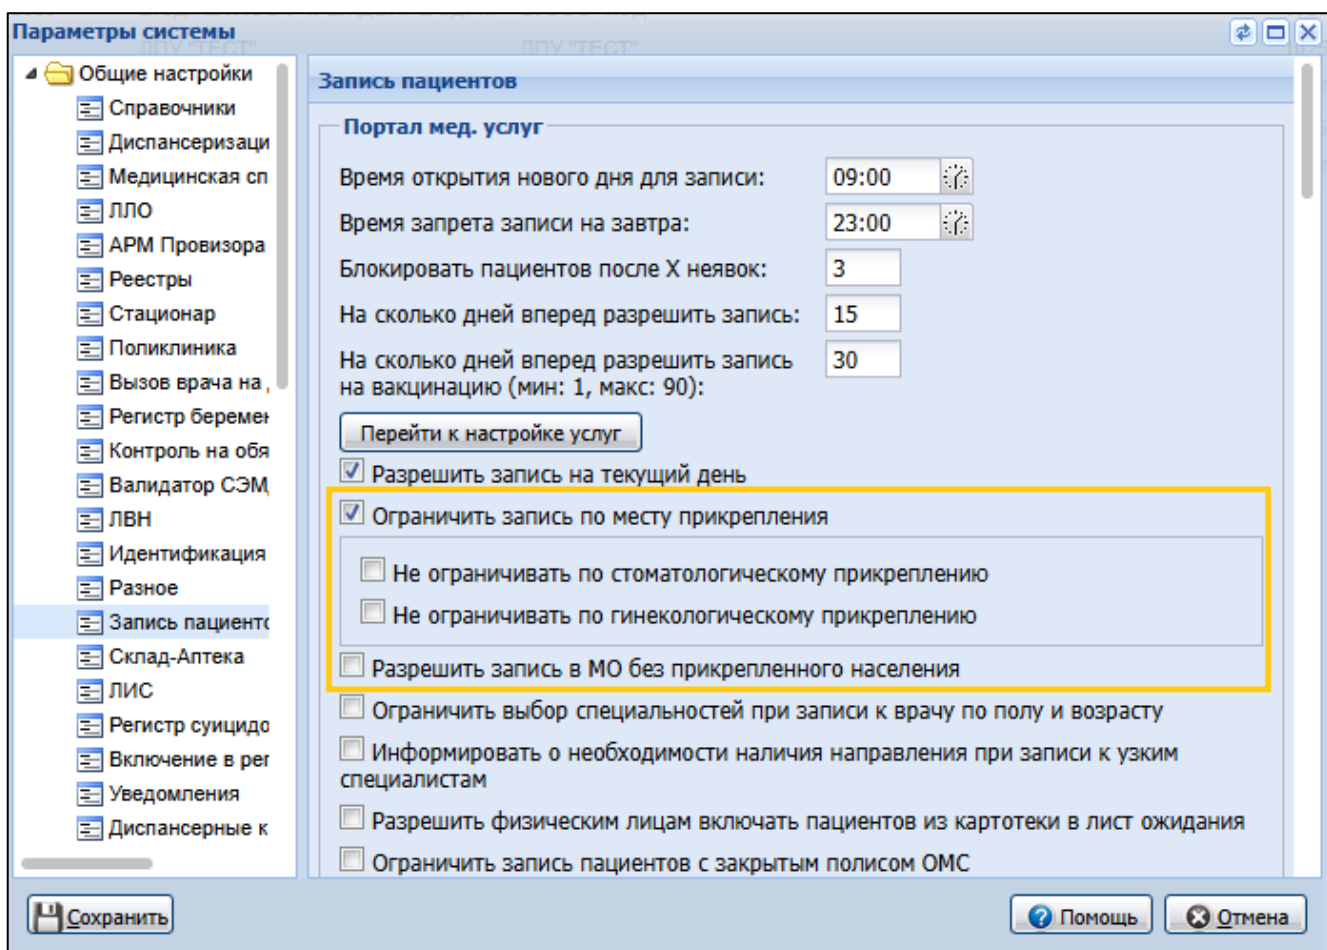 Параметры системы
Общие настройки
Справочники
Диспансеризаци
Медицинская сп
ЛЛО
АРМ Провизора
Реестры
Стационар
Поликлиника
Вызов врача на
Регистр беремен
Контроль на обя
Валидатор СЭМ
ЛВН
Идентификация
Разное
Запись пациенто
Склад-Аптека
ЛИС
Регистр суицидо
Включение в рег
Уведомления
Диспансерные к
Запись пациентов
Портал мед. услуг
Время открытия нового дня для записи: 09:00
Время запрета записи на завтра: 23:00
Блокировать пациентов после X неявок: 3
На сколько дней вперед разрешить запись: 15
На сколько дней вперед разрешить запись 30
на вакцинацию (мин: 1, макс: 90):
Перейти к настройке услуг
Разрешить запись на текущий день
Ограничить запись по месту прикрепления
Не ограничивать по стоматологическому прикреплению
Не ограничивать по гинекологическому прикреплению
Разрешить запись в МО без прикрепленного населения
Ограничить выбор специальностей при записи к врачу по полу и возрасту
Информировать о необходимости наличия направления при записи к узким
специалистам
Разрешить физическим лицам включать пациентов из картотеки в лист ожидания
Ограничить запись пациентов с закрытым полисом ОМС
Сохранить
Помощь
Отмена